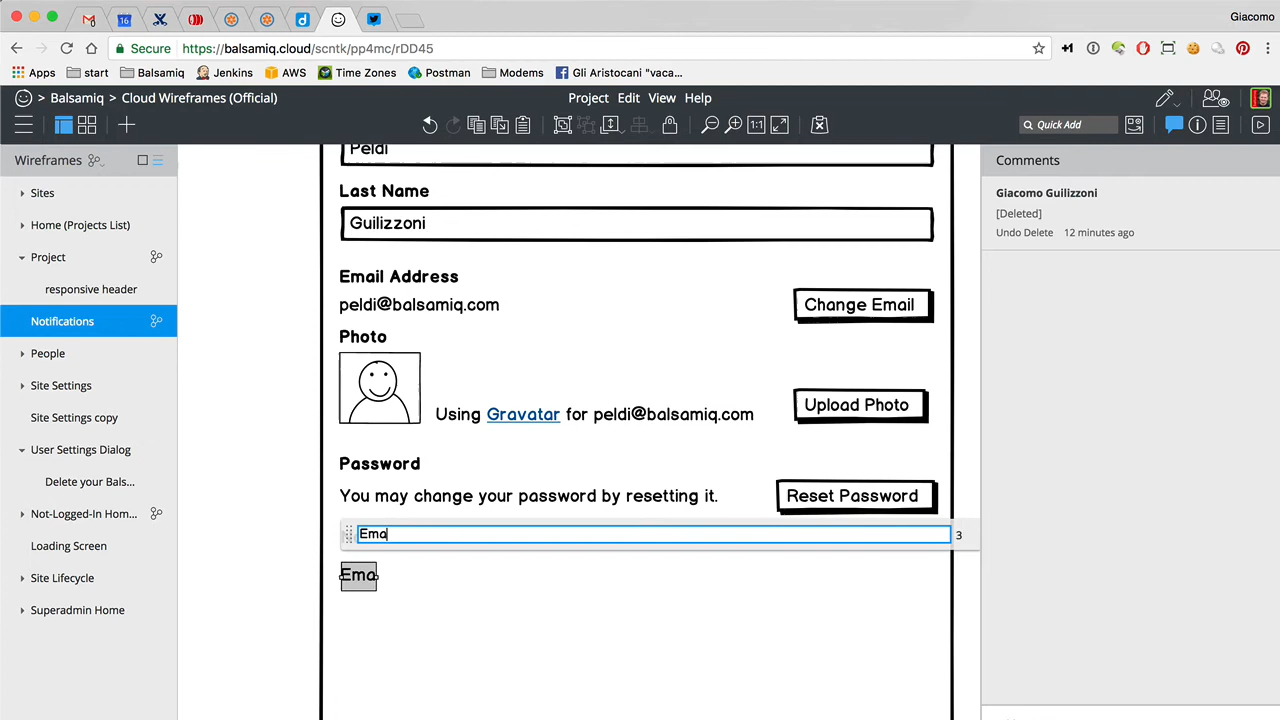 Giacomo
Secure https://balsamiq.cloud/scntk/pp4mc/rDD45
Apps start Balsamiq Jenkins AWS Time Zones Postman Modems Gli Aristocani "vaca...
Balsamiq > Cloud Wireframes (Official) Project Edit View Help
1:1 Quick Add
Wireframes
Sites
Home (Projects List)
Project
responsive header
Notifications
People
Site Settings
Site Settings copy
User Settings Dialog
Delete your Bals...
Not-Logged-In Hom...
Loading Screen
Site Lifecycle
Superadmin Home
Peldi
Last Name
Guilizzoni
Email Address
peldi@balsamiq.com Change Email
Photo
Using Gravatar for peldi@balsamiq.com Upload Photo
Password
You may change your password by resetting it. Reset Password
Ema 3
Ema
Comments
Giacomo Guilizzoni
[Deleted]
Undo Delete 12 minutes ago